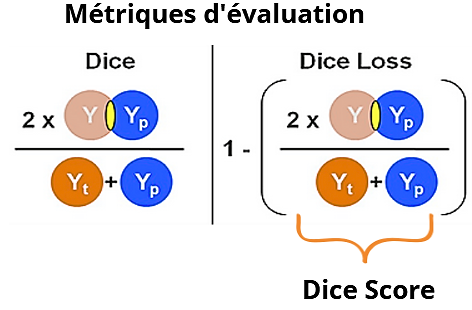 Métriques d'évaluation
Dice
Dice Loss
2 x Y Yp
Yt + Yp
1 -
2 x Y Yp
Yt + Yp
Dice Score